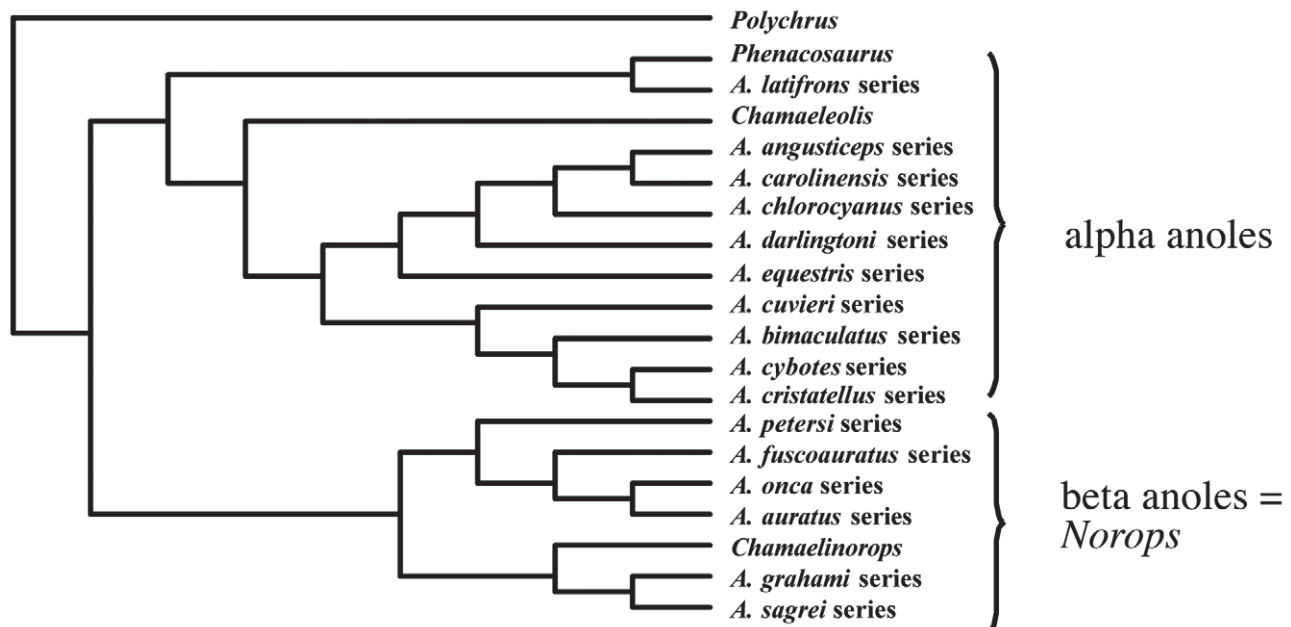 Polychrus
Phenacosaurus
A. latifrons series
Chamaeleolis
A. angusticeps series
A. carolinensis series
A. chlorocyanus series
A. darlingtoni series
A. equestris series
A. cuvieri series
A. bimaculatus series
A. cybotes series
A. cristatellus series
A. petersi series
A. fuscoauratus series
A. onca series
A. auratus series
Chamaelinorops
A. grahami series
A. sagrei series
alpha anoles
beta anoles =
Norops